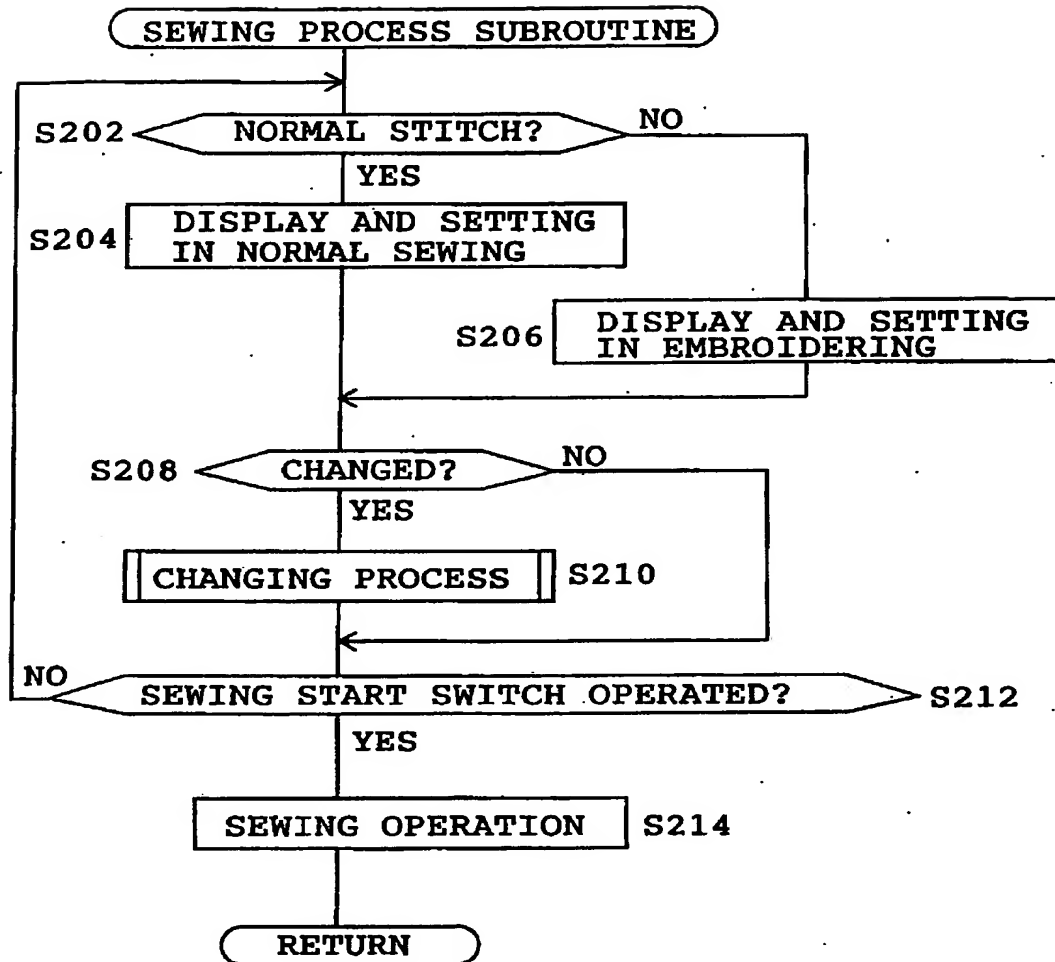 SEWING PROCESS SUBROUTINE
S202
NORMAL STITCH?
NO
YES
S204
DISPLAY AND SETTING
IN NORMAL SEWING
S206
DISPLAY AND SETTING
IN EMBROIDERING
S208
CHANGED?
NO
YES
CHANGING PROCESS
S210
NO
SEWING START SWITCH OPERATED?
S212
YES
SEWING OPERATION
S214
RETURN